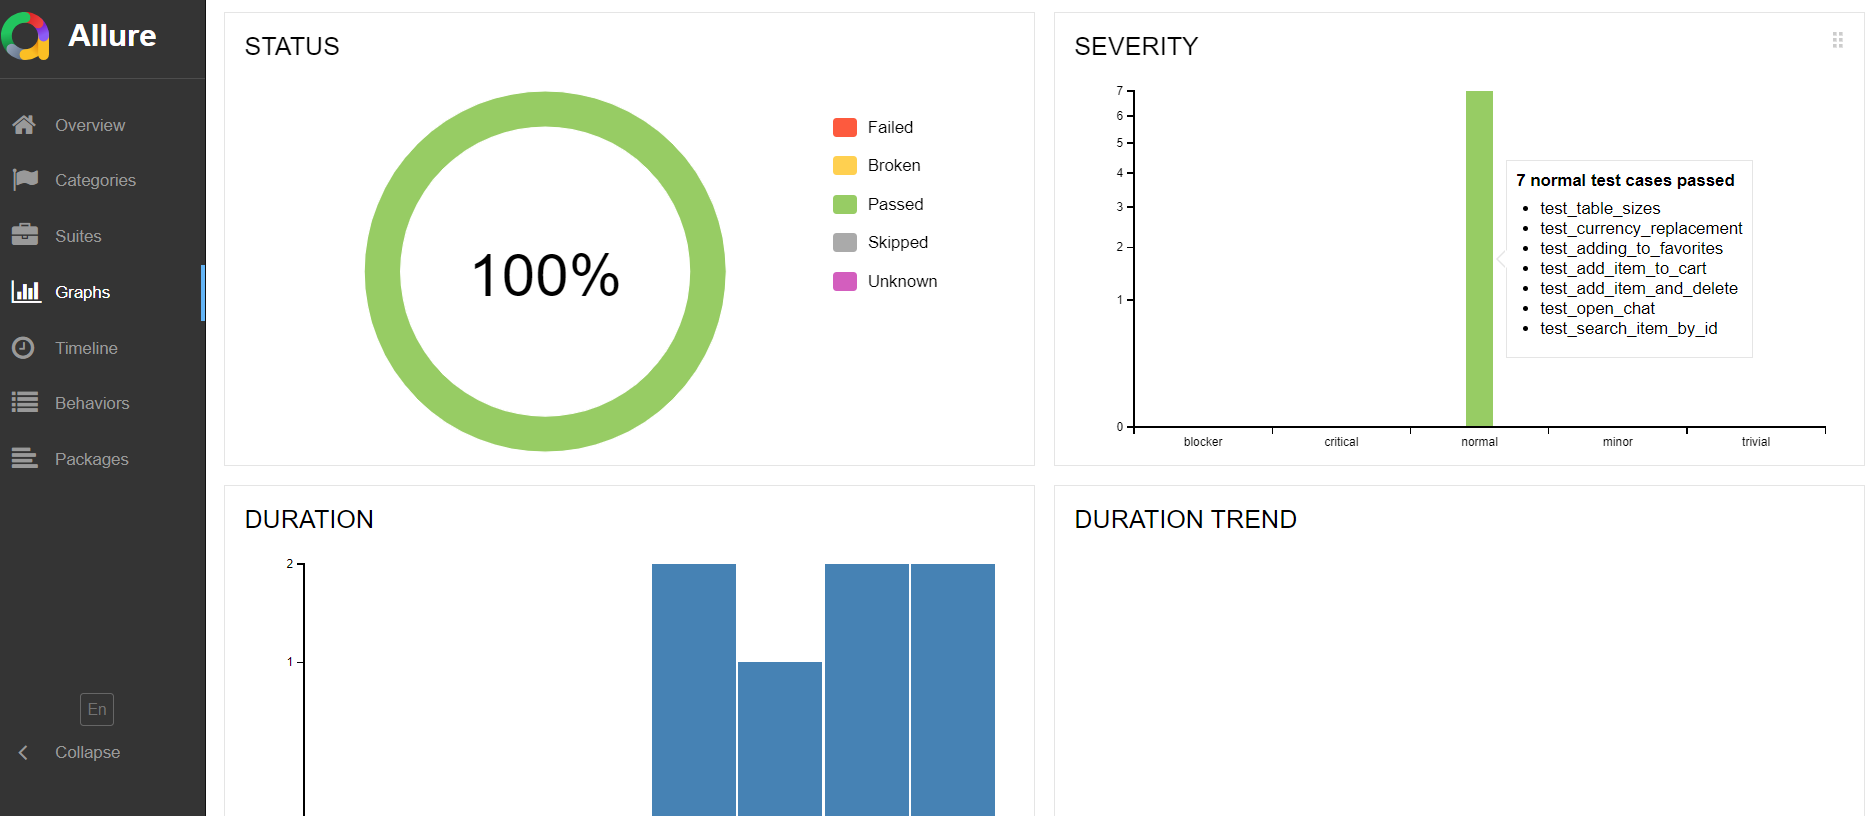 Allure
Overview
Categories
Suites
Graphs
Timeline
Behaviors
Packages
En
Collapse
STATUS
100%
Failed
Broken
Passed
Skipped
Unknown
SEVERITY
7
6
5
4
3
2
1
0
blocker critical normal minor trivial
7 normal test cases passed
test_table_sizes
test_currency_replacement
test_adding_to_favorites
test_add_item_to_cart
test_add_item_and_delete
test_open_chat
test_search_item_by_id
DURATION
2
1
DURATION TREND